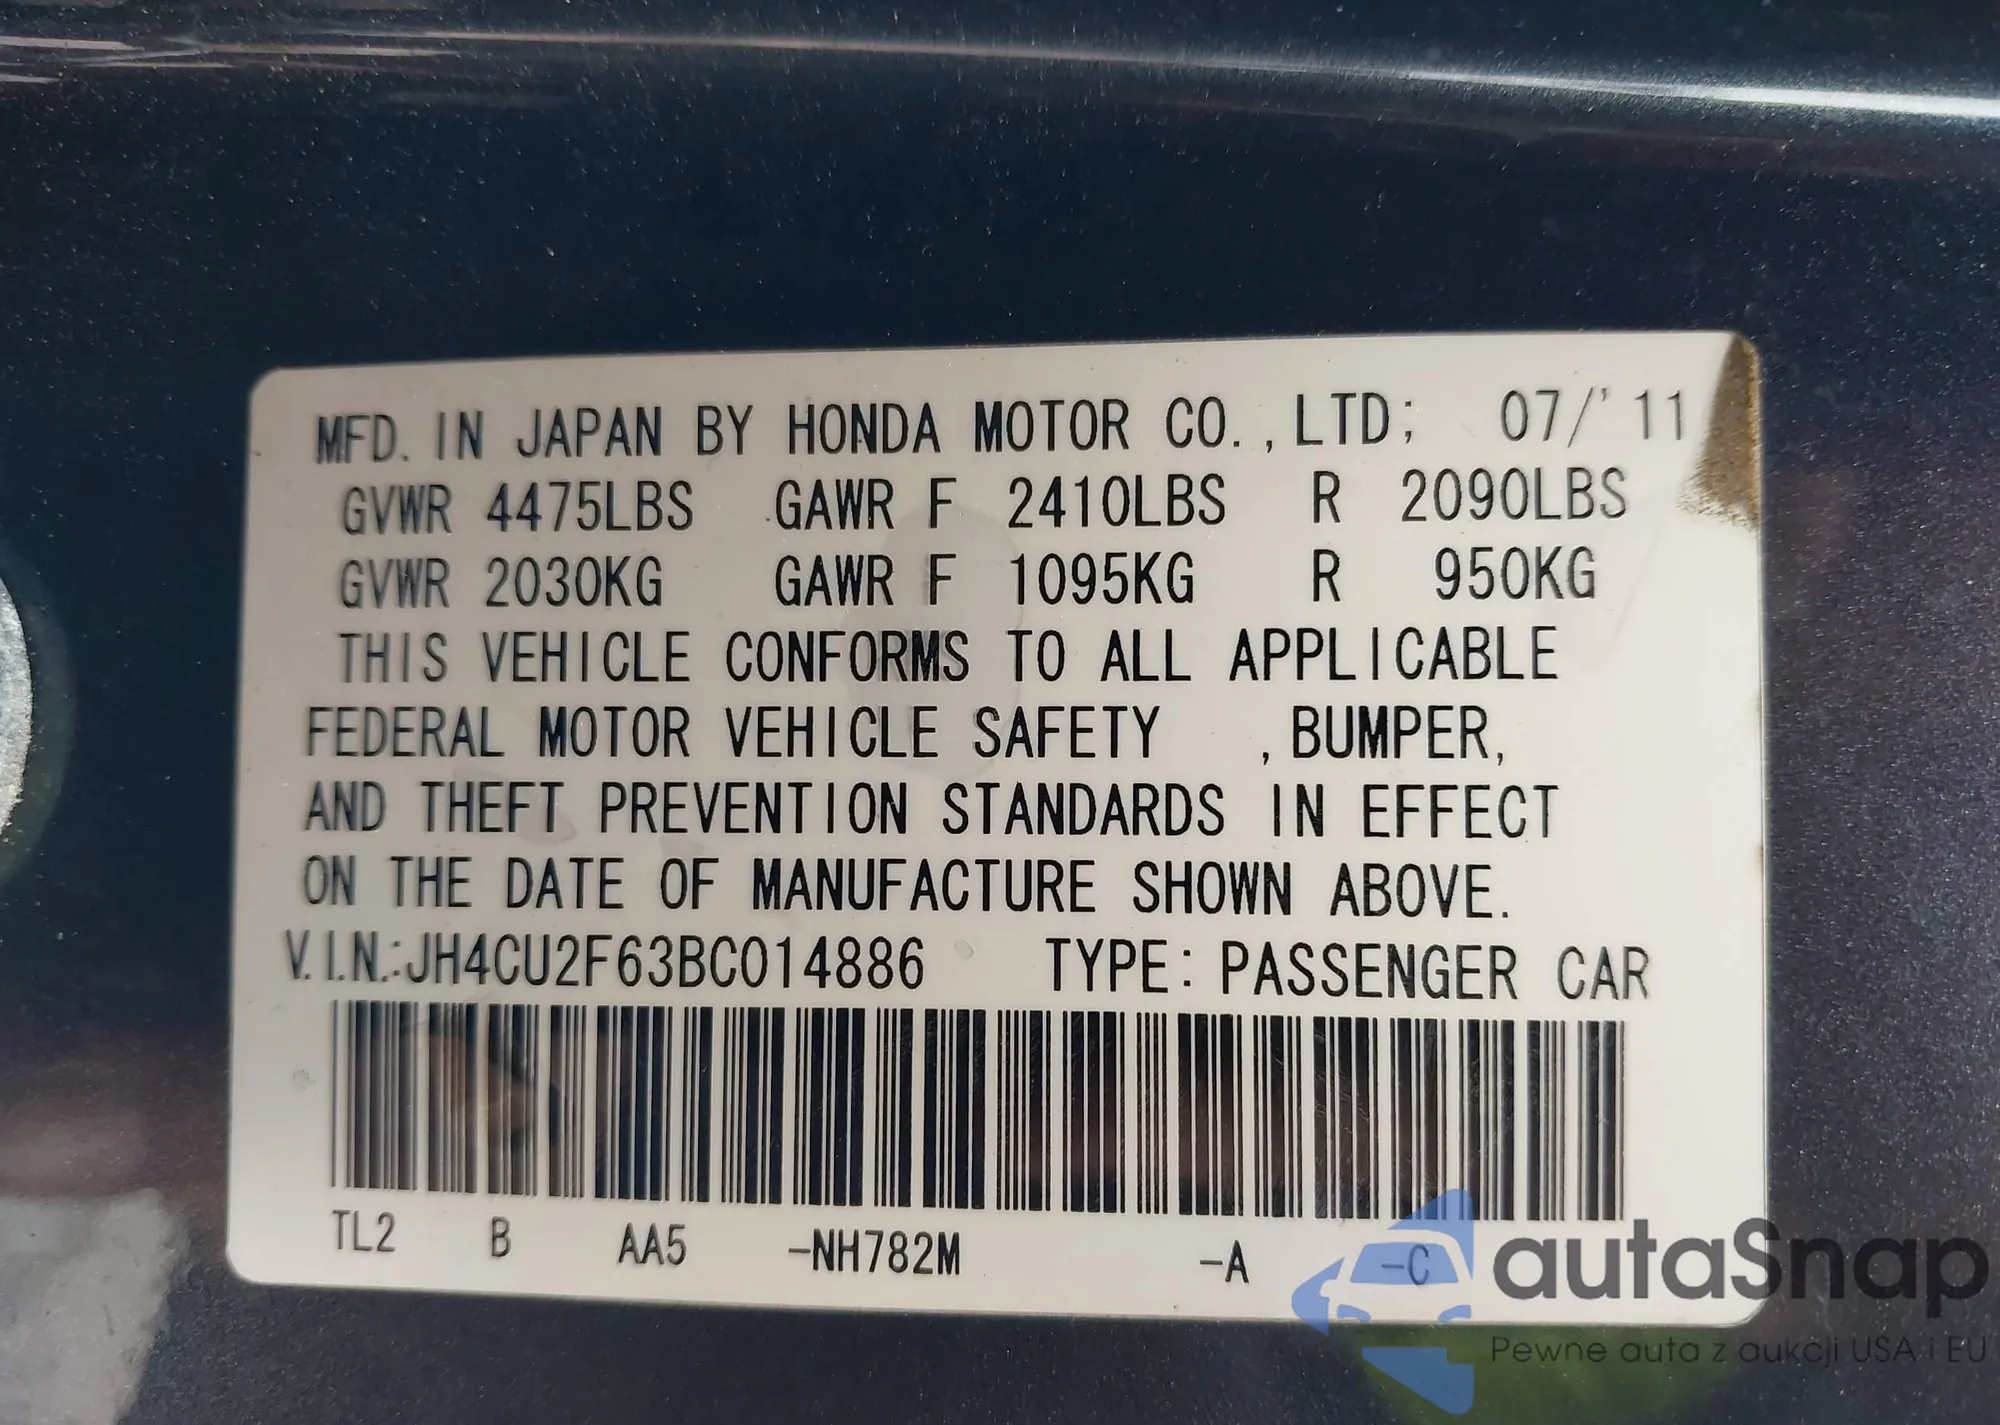 MFD. IN JAPAN BY HONDA MOTOR CO.,LTD; 07/'11
GVWR 4475LBS GAWR F 2410LBS R 2090LBS
GVWR 2030KG GAWR F 1095KG R 950KG
THIS VEHICLE CONFORMS TO ALL APPLICABLE
FEDERAL MOTOR VEHICLE SAFETY ,BUMPER,
AND THEFT PREVENTION STANDARDS IN EFFECT
ON THE DATE OF MANUFACTURE SHOWN ABOVE.
V.I.N.:JH4CU2F63BC014886 TYPE:PASSENGER CAR
TL2 B AA5 -NH782M -A -C
autaSnap
Pewne auta z aukcji USA i EU